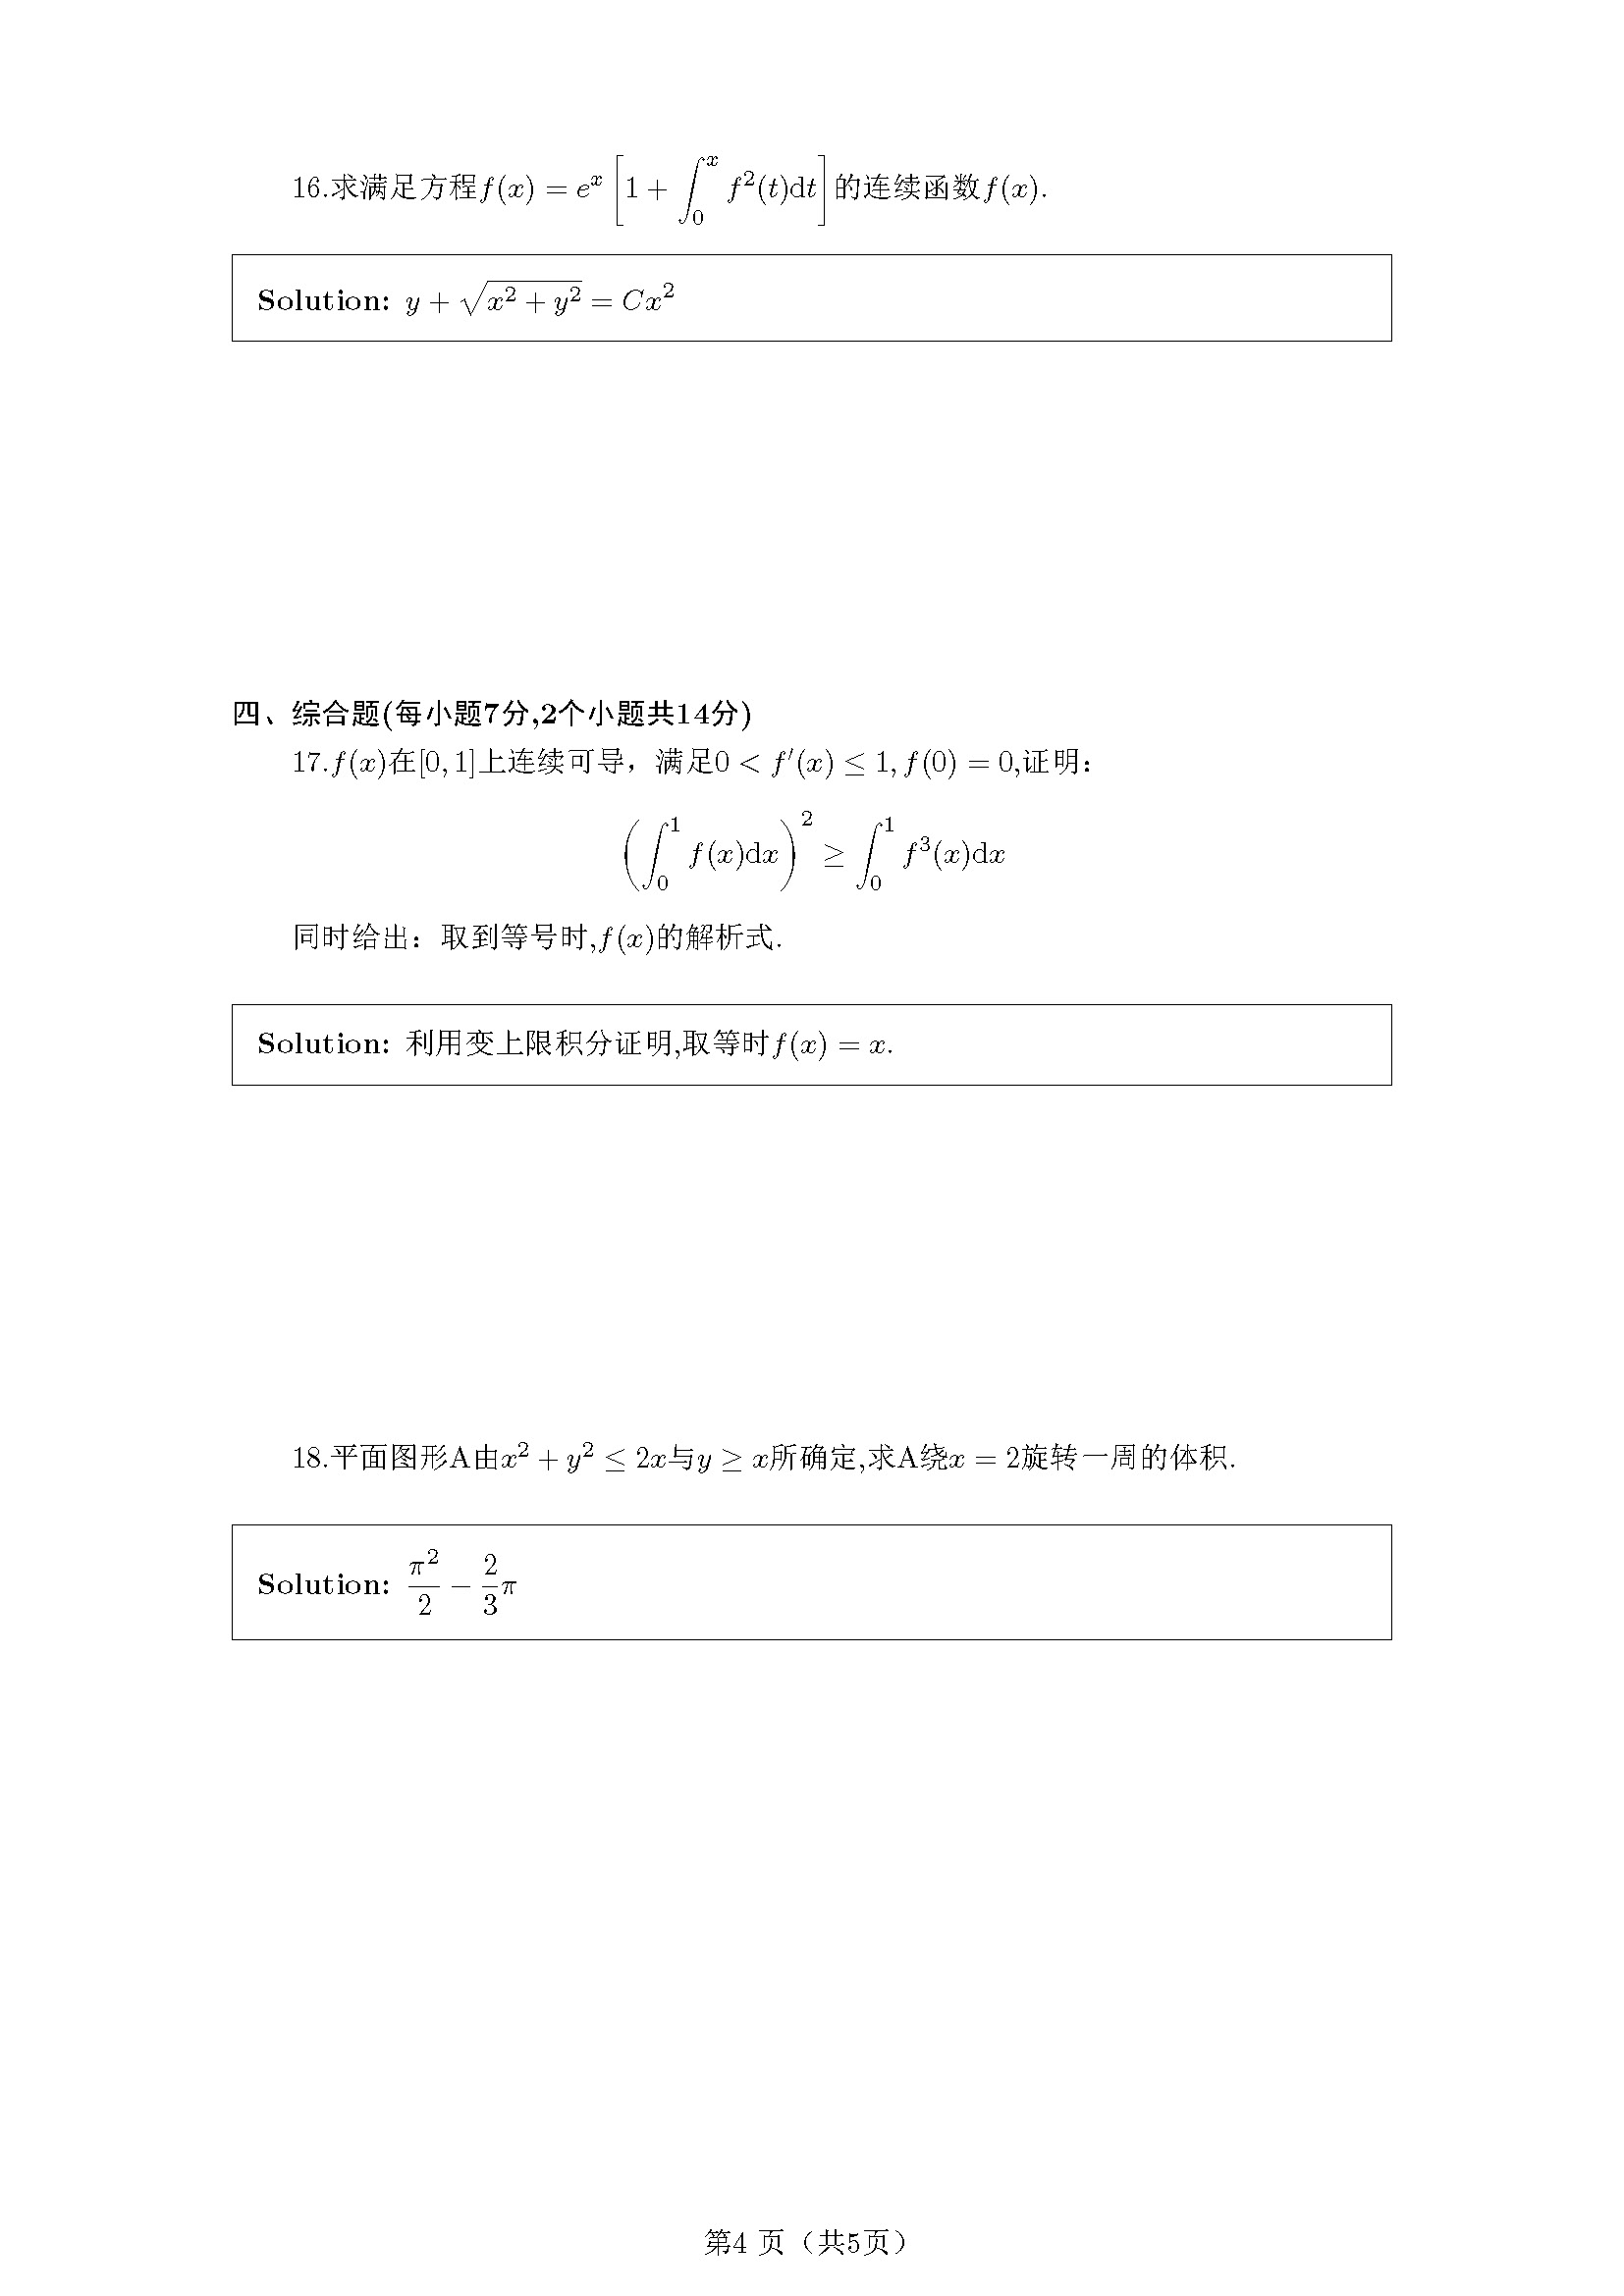 16.求满足方程$f(x) = e^x \left[1 + \int_0^x f^2(t)\mathrm{d}t\right]$的连续函数$f(x)$.
Solution: $y + \sqrt{x^2 + y^2} = Cx^2$
四、综合题(每小题7分,2个小题共14分)
17.$f(x)$在$[0, 1]$上连续可导，满足$0 < f'(x) \leq 1, f(0) = 0$,证明：
$\left(\int_0^1 f(x)\mathrm{d}x\right)^2 \geq \int_0^1 f^3(x)\mathrm{d}x$
同时给出：取到等号时,$f(x)$的解析式.
Solution: 利用变上限积分证明,取等时$f(x) = x$.
18.平面图形A由$x^2 + y^2 \leq 2x$与$y \geq x$所确定,求A绕$x = 2$旋转一周的体积.
Solution: $\frac{\pi^2}{2} - \frac{2}{3}\pi$
第4 页（共5页）